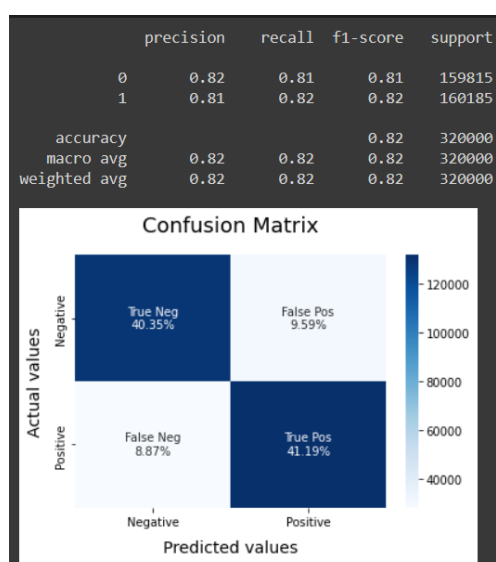 precision recall f1-score support
0 0.82 0.81 0.81 159815
1 0.81 0.82 0.82 160185
accuracy 0.82 320000
macro avg 0.82 0.82 0.82 320000
weighted avg 0.82 0.82 0.82 320000
Confusion Matrix
Actual values
Negative
Positive
True Neg
40.35%
False Pos
9.59%
False Neg
8.87%
True Pos
41.19%
Negative Positive
Predicted values
120000
100000
80000
60000
40000